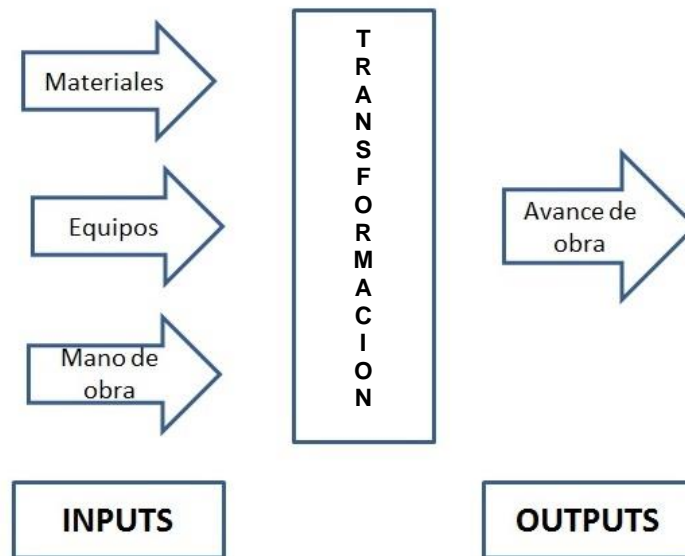 Materiales
Equipos
Mano de
obra
T
R
A
N
S
F
O
R
M
A
C
I
O
N
Avance de
obra
INPUTS
OUTPUTS